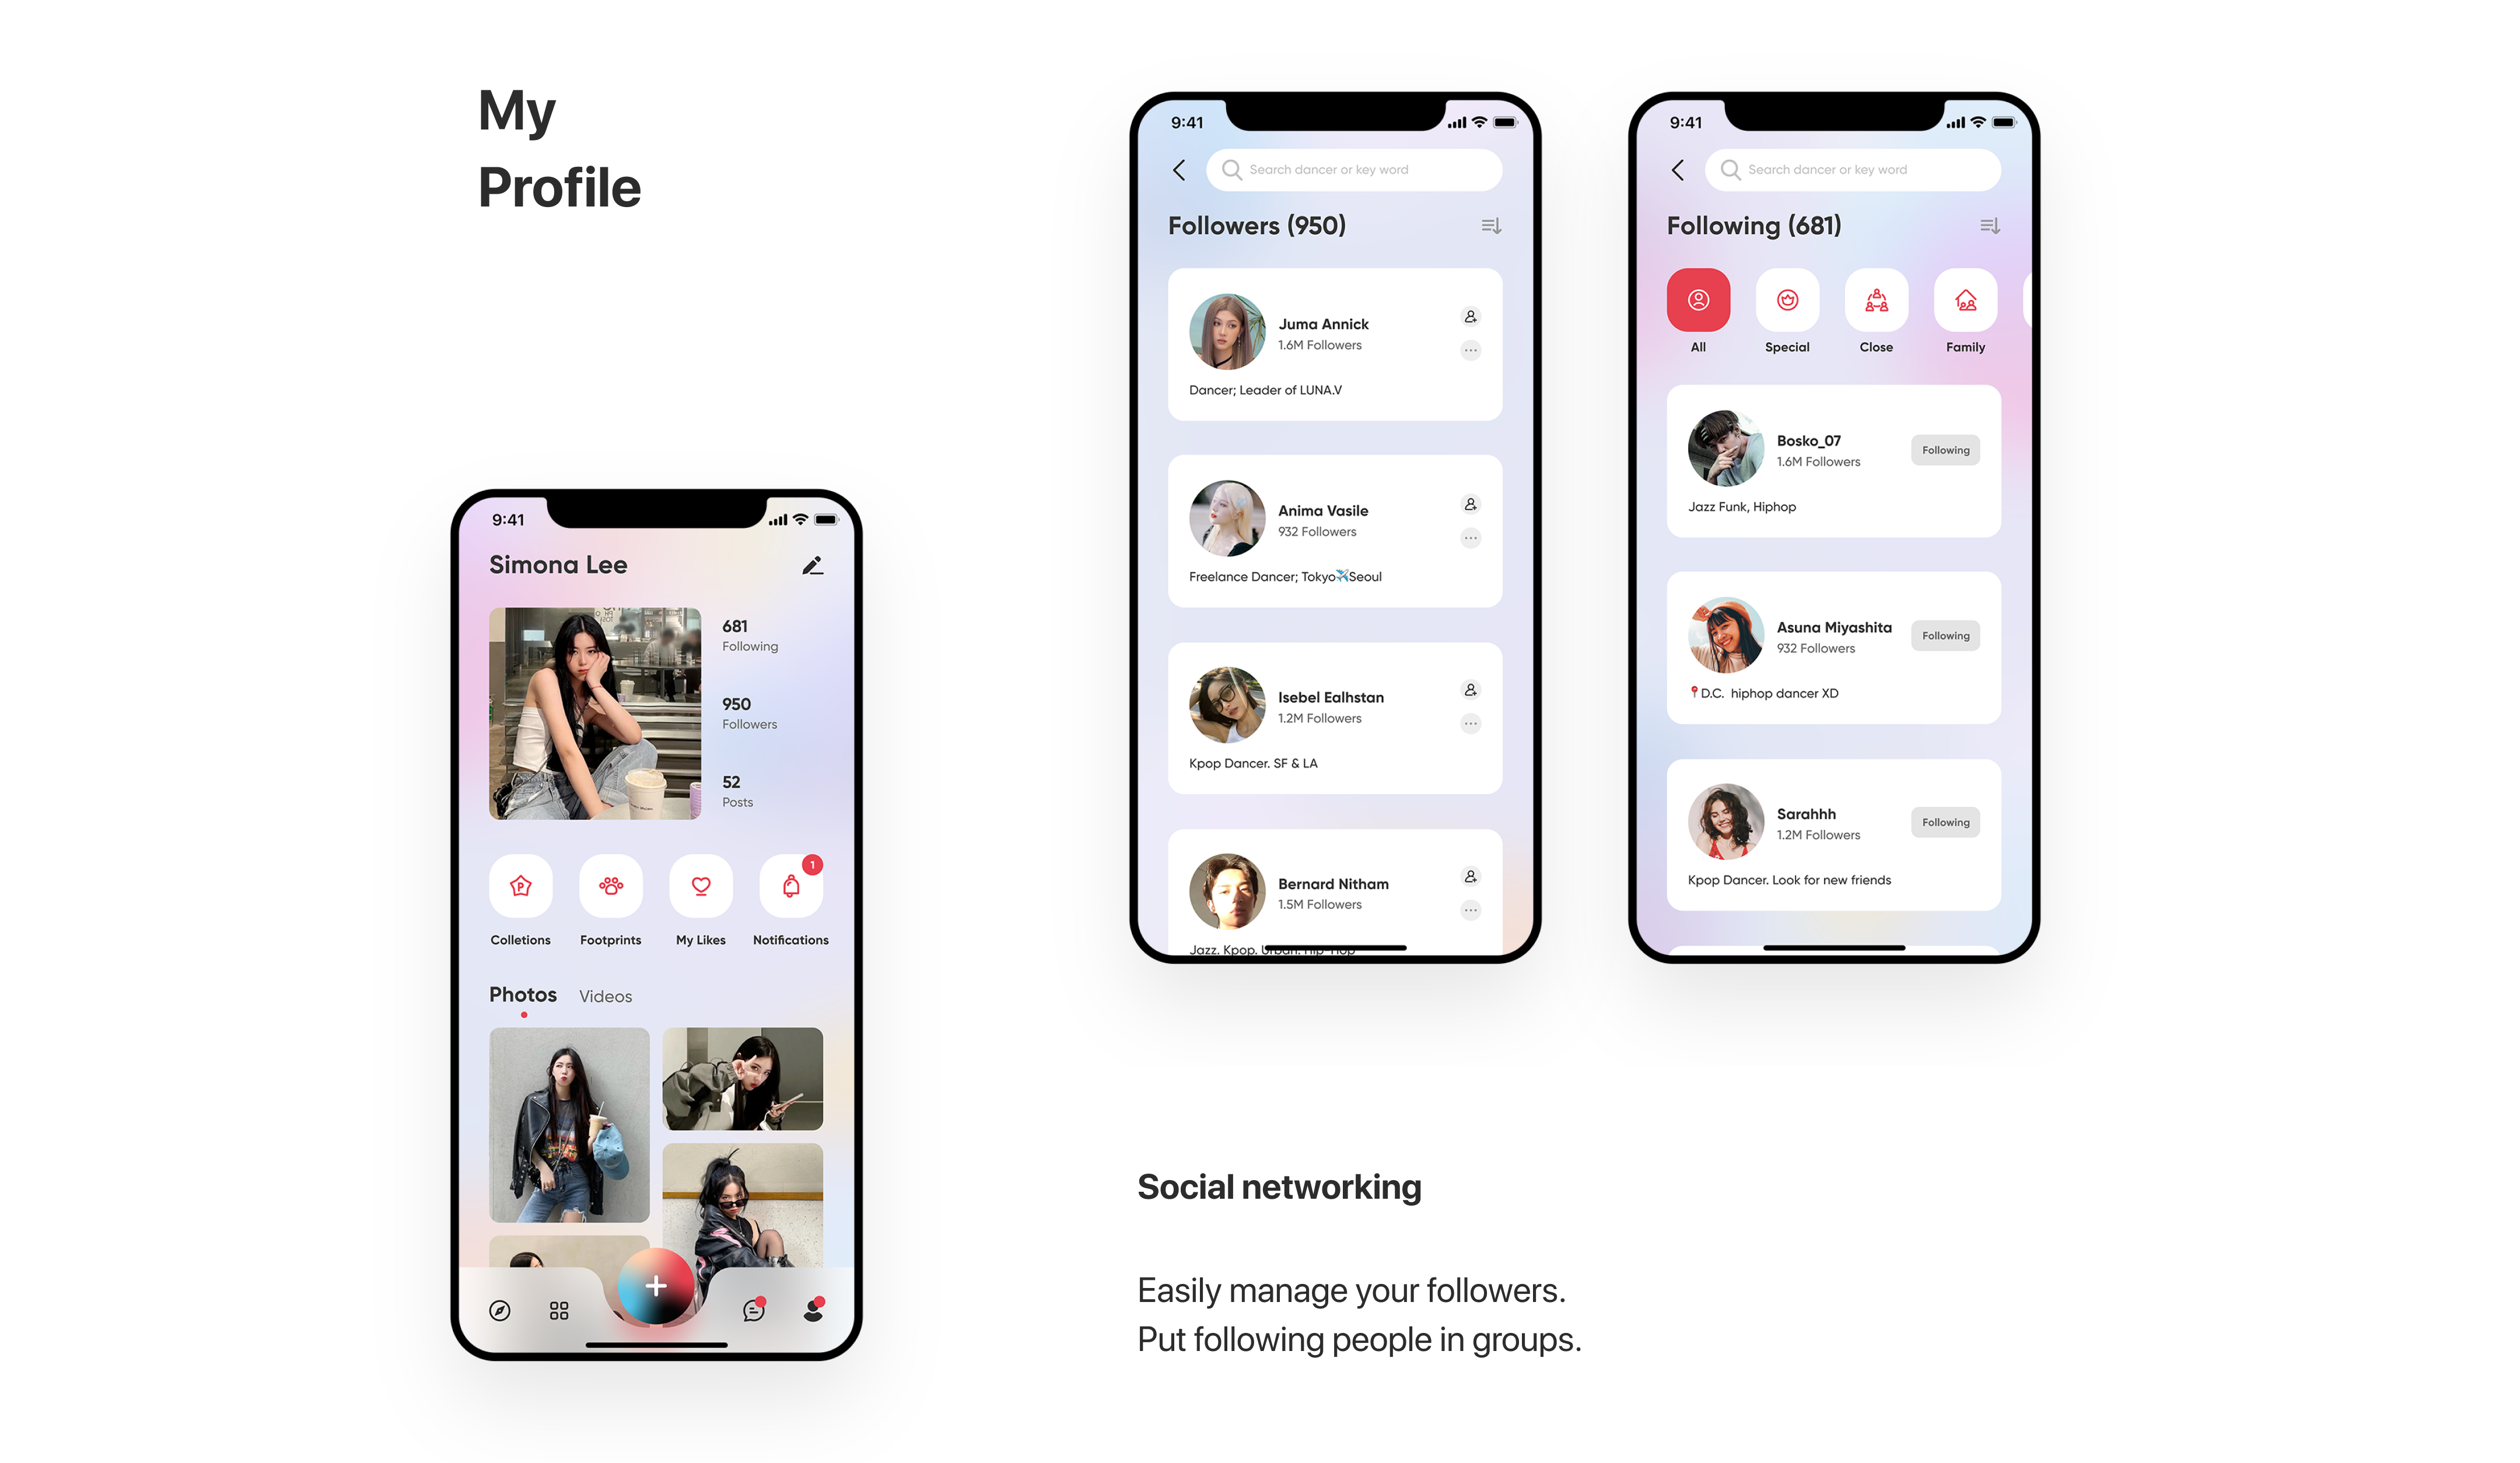 My
Profile
9:41
Simona Lee
681
Following
950
Followers
52
Posts
1
Colletions
Footprints
My Likes
Notifications
Photos
Videos
9:41
Search dancer or key word
Followers (950)
Juma Annick
1.6M Followers
Dancer; Leader of LUNA.V
Anima Vasile
932 Followers
Freelance Dancer; Tokyo✈️Seoul
Isebel Ealhstan
1.2M Followers
Kpop Dancer. SF & LA
Bernard Nitham
1.5M Followers
Jazz. Kpop. Urban. Hip-Hop
9:41
Search dancer or key word
Following (681)
All
Special
Close
Family
Bosko_07
1.6M Followers
Following
Jazz Funk, Hiphop
Asuna Miyashita
932 Followers
Following
📍D.C. hiphop dancer XD
Sarahhh
1.2M Followers
Following
Kpop Dancer. Look for new friends
Social networking
Easily manage your followers.
Put following people in groups.